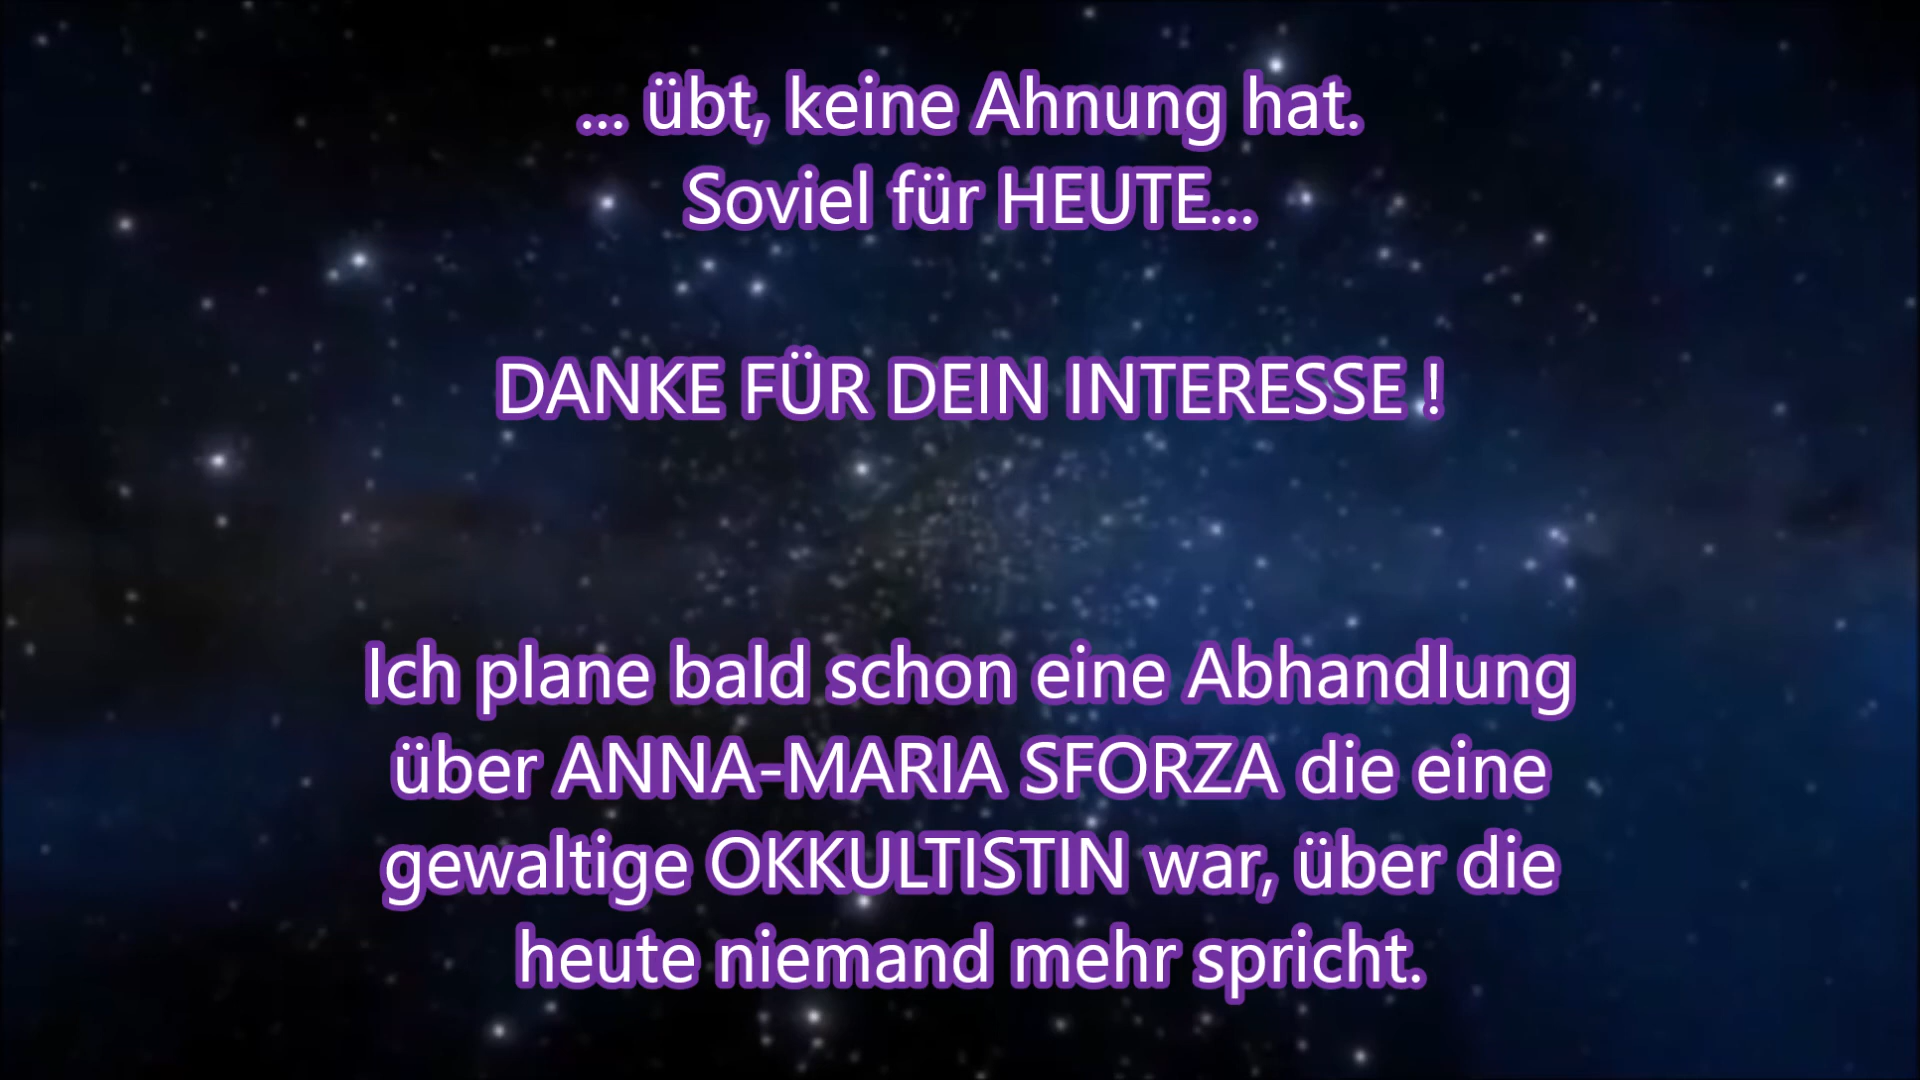 ... übt, keine Ahnung hat.
Soviel für HEUTE...
DANKE FÜR DEIN INTERESSE !
Ich plane bald schon eine Abhandlung
über ANNA-MARIA SFORZA die eine
gewaltige OKKULTISTIN war, über die
heute niemand mehr spricht.